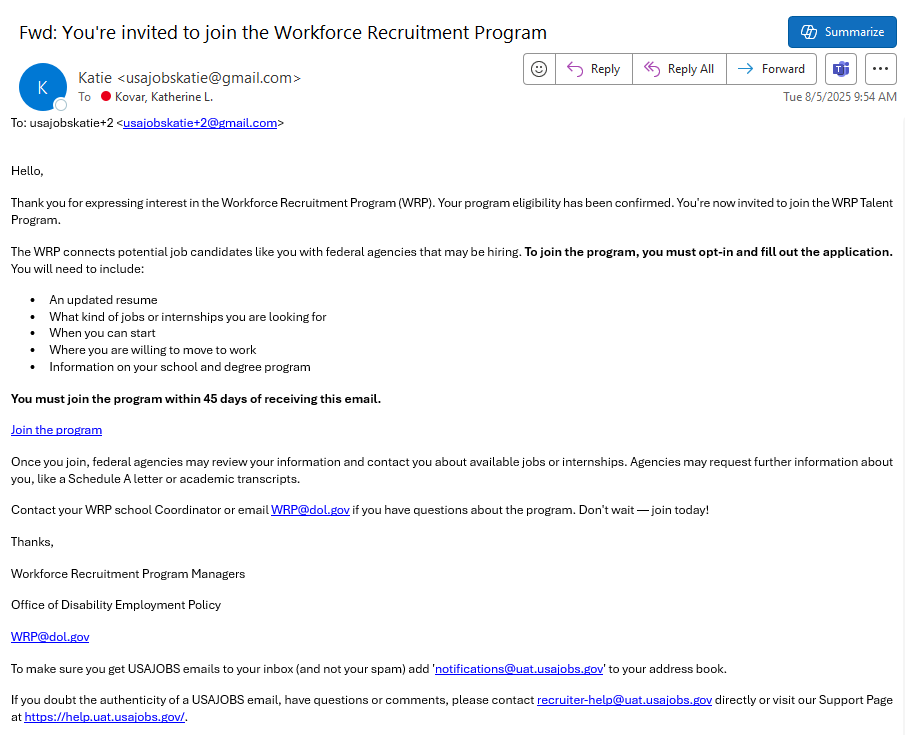 Fwd: You're invited to join the Workforce Recruitment Program
Summarize
K
Katie <usajobskatie@gmail.com>
Reply
Reply All
Forward
To Kovar, Katherine L.
Tue 8/5/2025 9:54 AM
To: usajobskatie+2 <usajobskatie+2@gmail.com>
Hello,
Thank you for expressing interest in the Workforce Recruitment Program (WRP). Your program eligibility has been confirmed. You're now invited to join the WRP Talent
Program.
The WRP connects potential job candidates like you with federal agencies that may be hiring. To join the program, you must opt-in and fill out the application.
You will need to include:
• An updated resume
• What kind of jobs or internships you are looking for
• When you can start
• Where you are willing to move to work
• Information on your school and degree program
You must join the program within 45 days of receiving this email.
Join the program
Once you join, federal agencies may review your information and contact you about available jobs or internships. Agencies may request further information about
you, like a Schedule A letter or academic transcripts.
Contact your WRP school Coordinator or email WRP@dol.gov if you have questions about the program. Don't wait — join today!
Thanks,
Workforce Recruitment Program Managers
Office of Disability Employment Policy
WRP@dol.gov
To make sure you get USAJOBS emails to your inbox (and not your spam) add 'notifications@uat.usajobs.gov' to your address book.
If you doubt the authenticity of a USAJOBS email, have questions or comments, please contact recruiter-help@uat.usajobs.gov directly or visit our Support Page
at https://help.uat.usajobs.gov/.